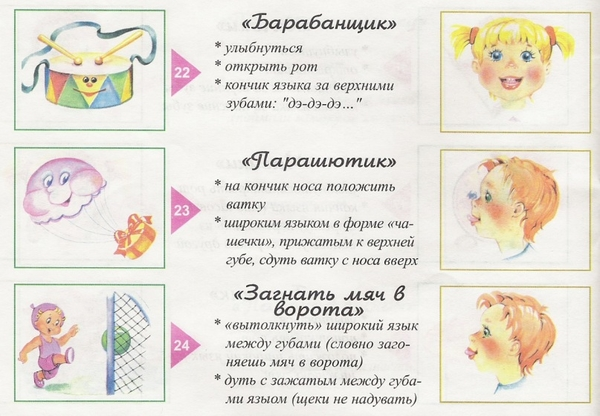 «Барабанщик»
22
* улыбнуться
* открыть рот
* кончик языка за верхними
зубами: "дэ-дэ-дэ..."
«Парашютик»
23
* на кончик носа положить
ватку
* широким языком в форме «ча-
шечки», прижатым к верхней
губе, сдуть ватку с носа вверх
«Загнать мяч в
ворота»
24
* «вытолкнуть» широкий язык
между губами (словно заго-
няешь мяч в ворота)
* дуть с зажатым между губа-
ми языом (щеки не надувать)